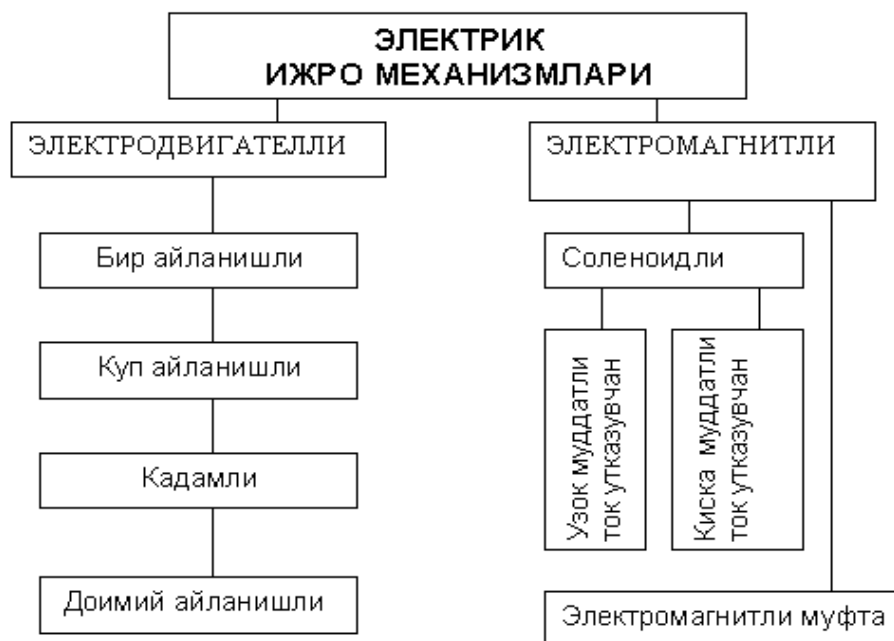 ЭЛЕКТРИК
ИЖРО МЕХАНИЗМЛАРИ
ЭЛЕКТРОДВИГАТЕЛЛИ
Бир айланишли
Куп айланишли
Кадамли
Доимий айланишли
ЭЛЕКТРОМАГНИТЛИ
Соленоидли
Узок муддатли
ток утказувчан
Киска муддатли
ток утказувчан
Электромагнитли муфта